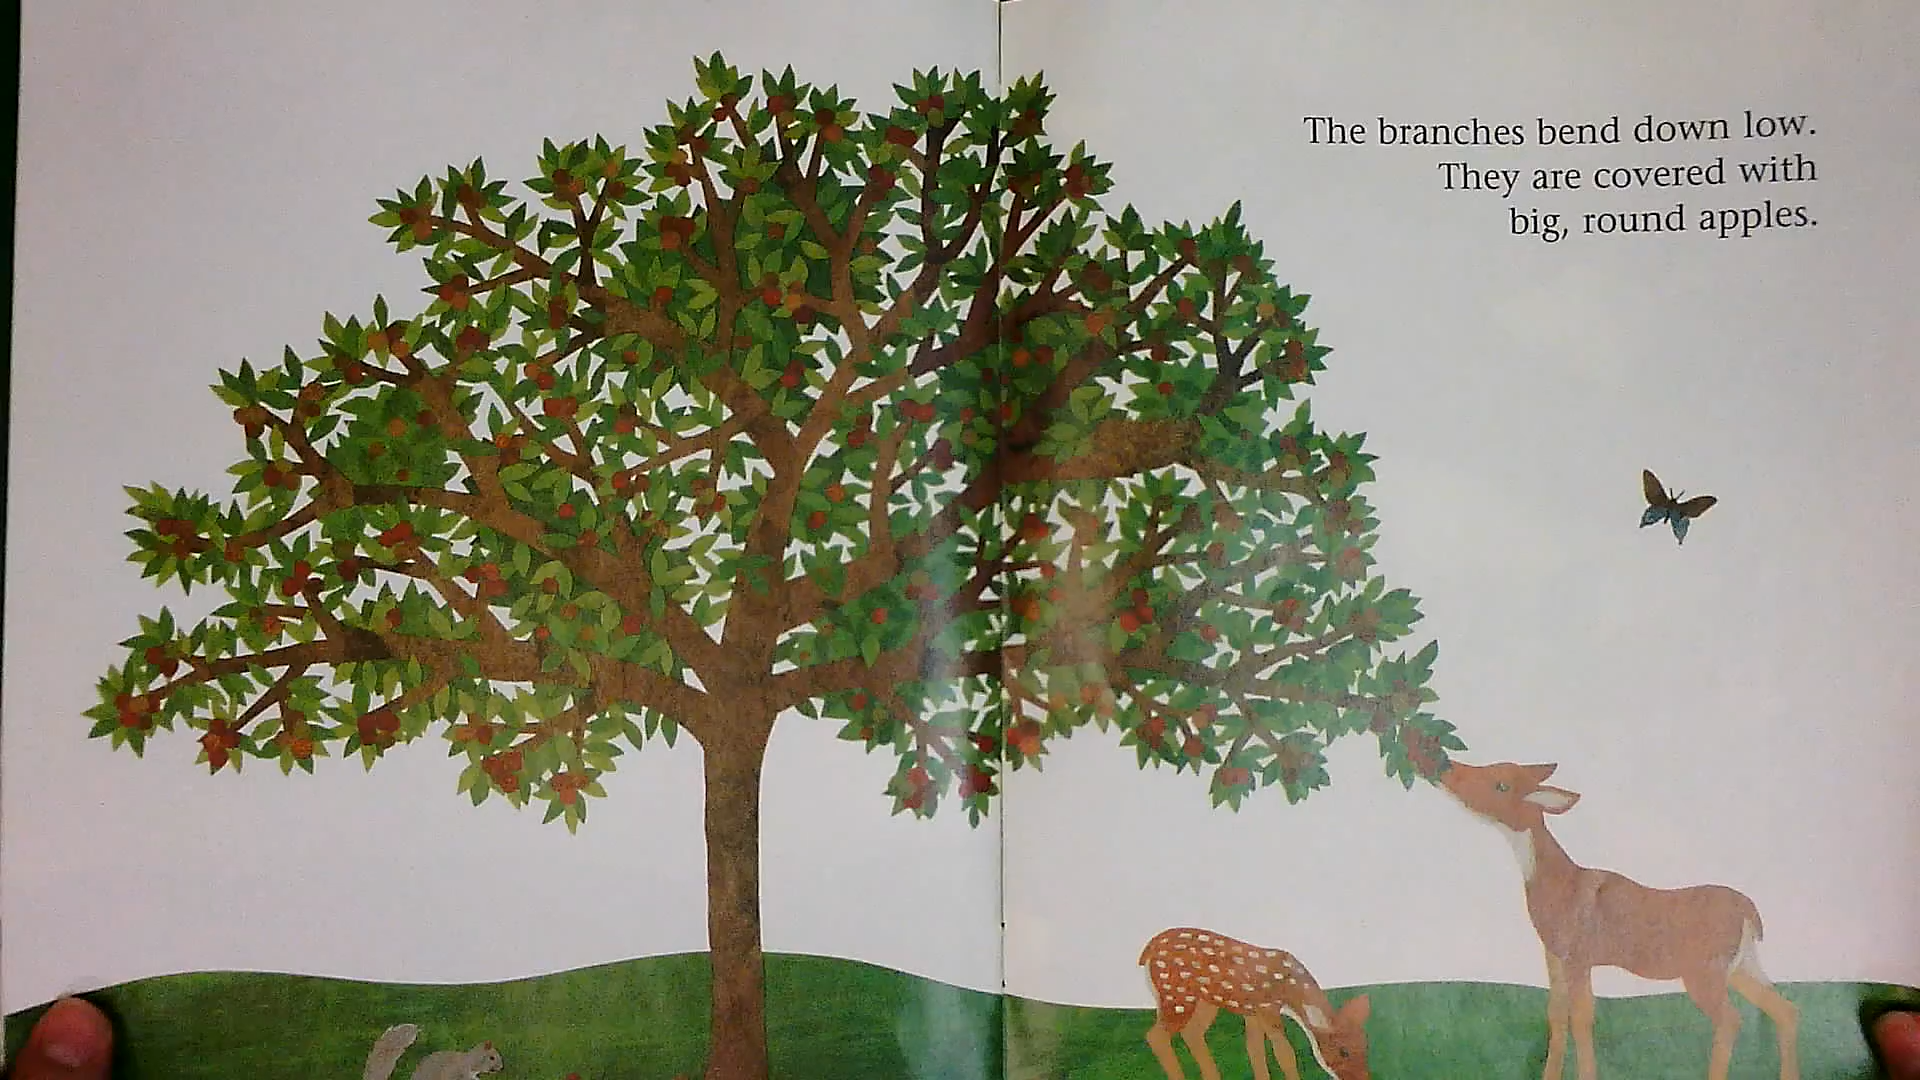 The branches bend down low.
They are covered with
big, round apples.